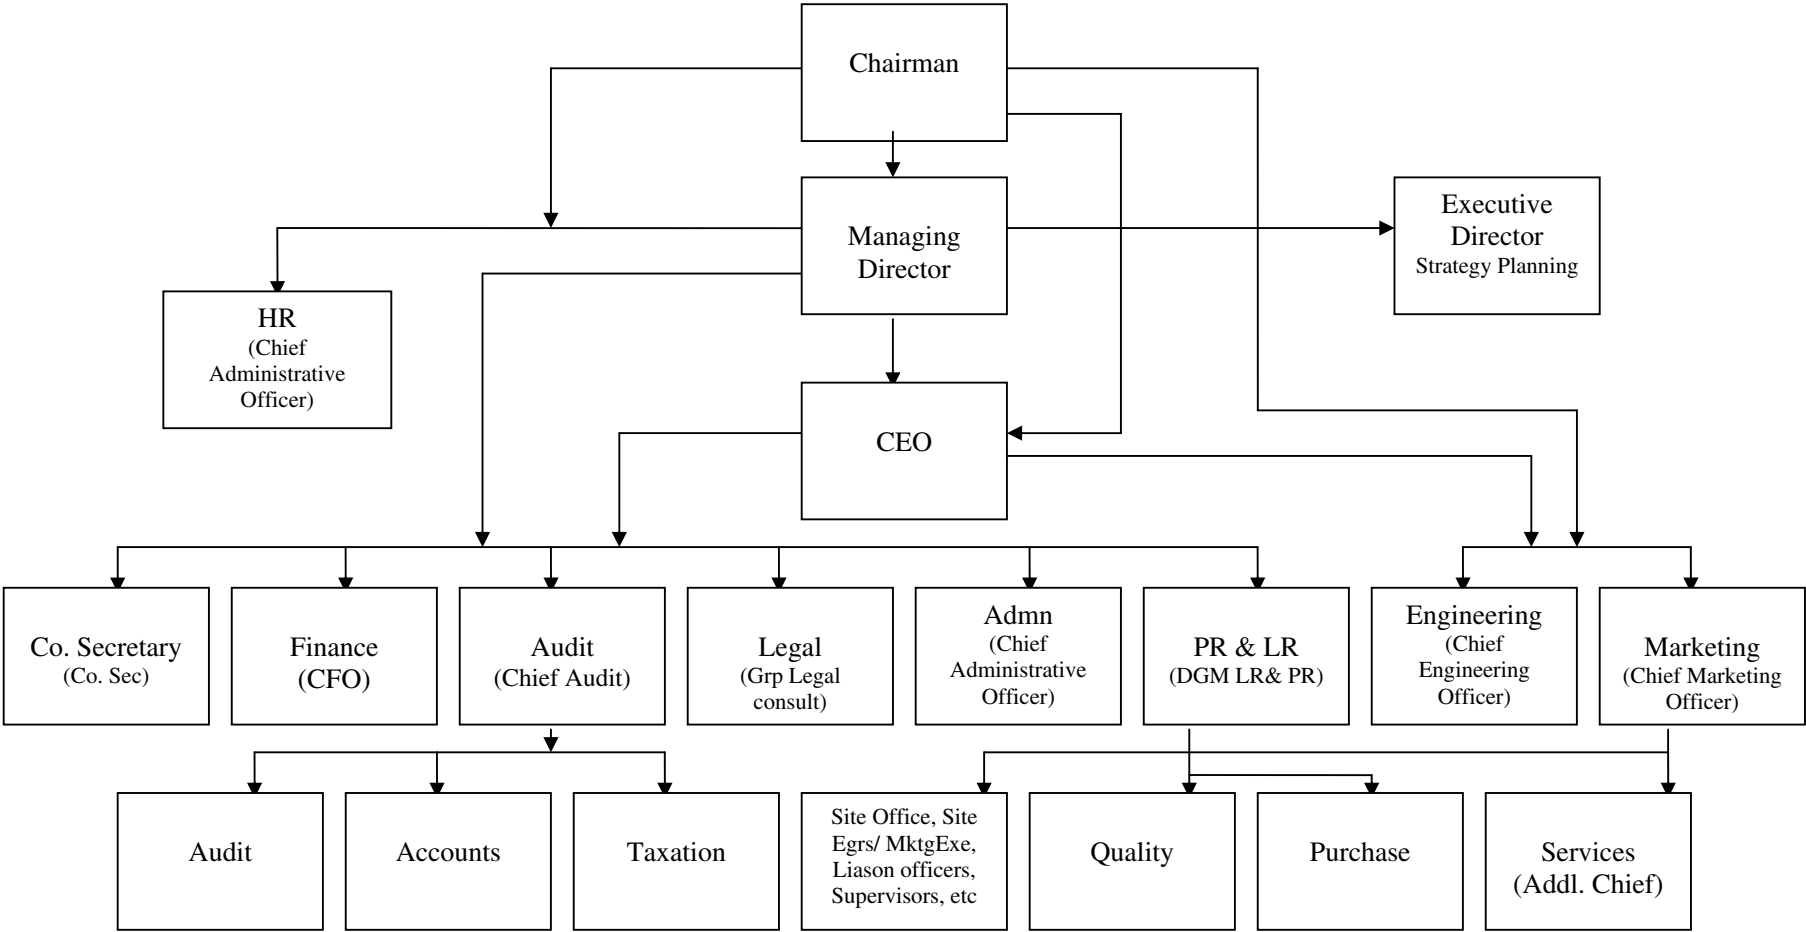 Chairman
Managing
Director
Executive
Director
Strategy Planning
HR
(Chief
Administrative
Officer)
CEO
Co. Secretary
(Co. Sec)
Finance
(CFO)
Audit
(Chief Audit)
Legal
(Grp Legal
consult)
Admn
(Chief
Administrative
Officer)
PR & LR
(DGM LR& PR)
Engineering
(Chief
Engineering
Officer)
Marketing
(Chief Marketing
Officer)
Audit
Accounts
Taxation
Site Office, Site
Egrs/ MktgExe,
Liason officers,
Supervisors, etc
Quality
Purchase
Services
(Addl. Chief)